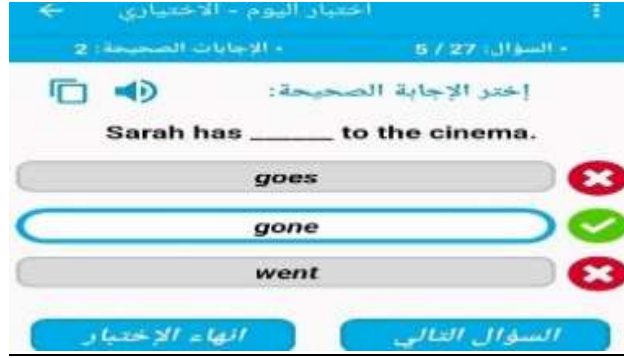 اختبار اليوم - الاختياري
- السؤال: 27 / 5
- الإجابات الصحيحة: 2
إختر الإجابة الصحيحة:
Sarah has ______ to the cinema.
goes
gone
went
السؤال التالي
انهاء الإختبار